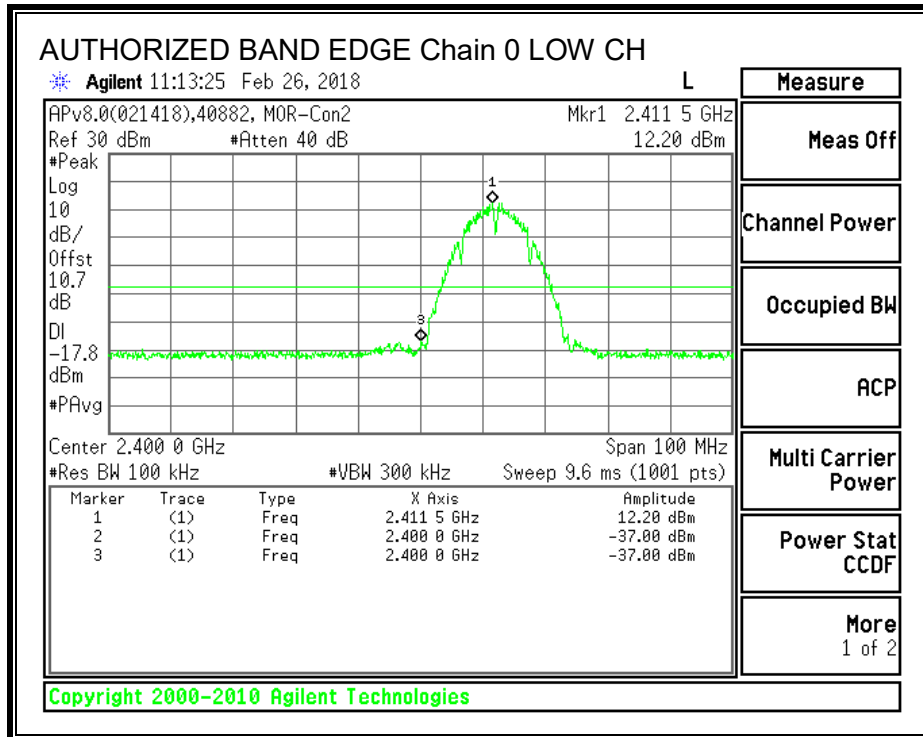 AUTHORIZED BAND EDGE Chain 0 LOW CH
Agilent 11:13:25 Feb 26, 2018 L
APv8.0(021418),40882, MOR-Con2 Mkr1 2.411 5 GHz
Ref 30 dBm #Atten 40 dB 12.20 dBm
#Peak
Log
10
dB/
Offst
10.7
dB
DI
-17.8
dBm
#PAvg
1
3
Center 2.400 0 GHz Span 100 MHz
#Res BW 100 kHz #VBW 300 kHz Sweep 9.6 ms (1001 pts)
Marker Trace Type X Axis Amplitude
1 (1) Freq 2.411 5 GHz 12.20 dBm
2 (1) Freq 2.400 0 GHz -37.00 dBm
3 (1) Freq 2.400 0 GHz -37.00 dBm
Measure
Meas Off
Channel Power
Occupied BW
ACP
Multi Carrier
Power
Power Stat
CCDF
More
1 of 2
Copyright 2000-2010 Agilent Technologies